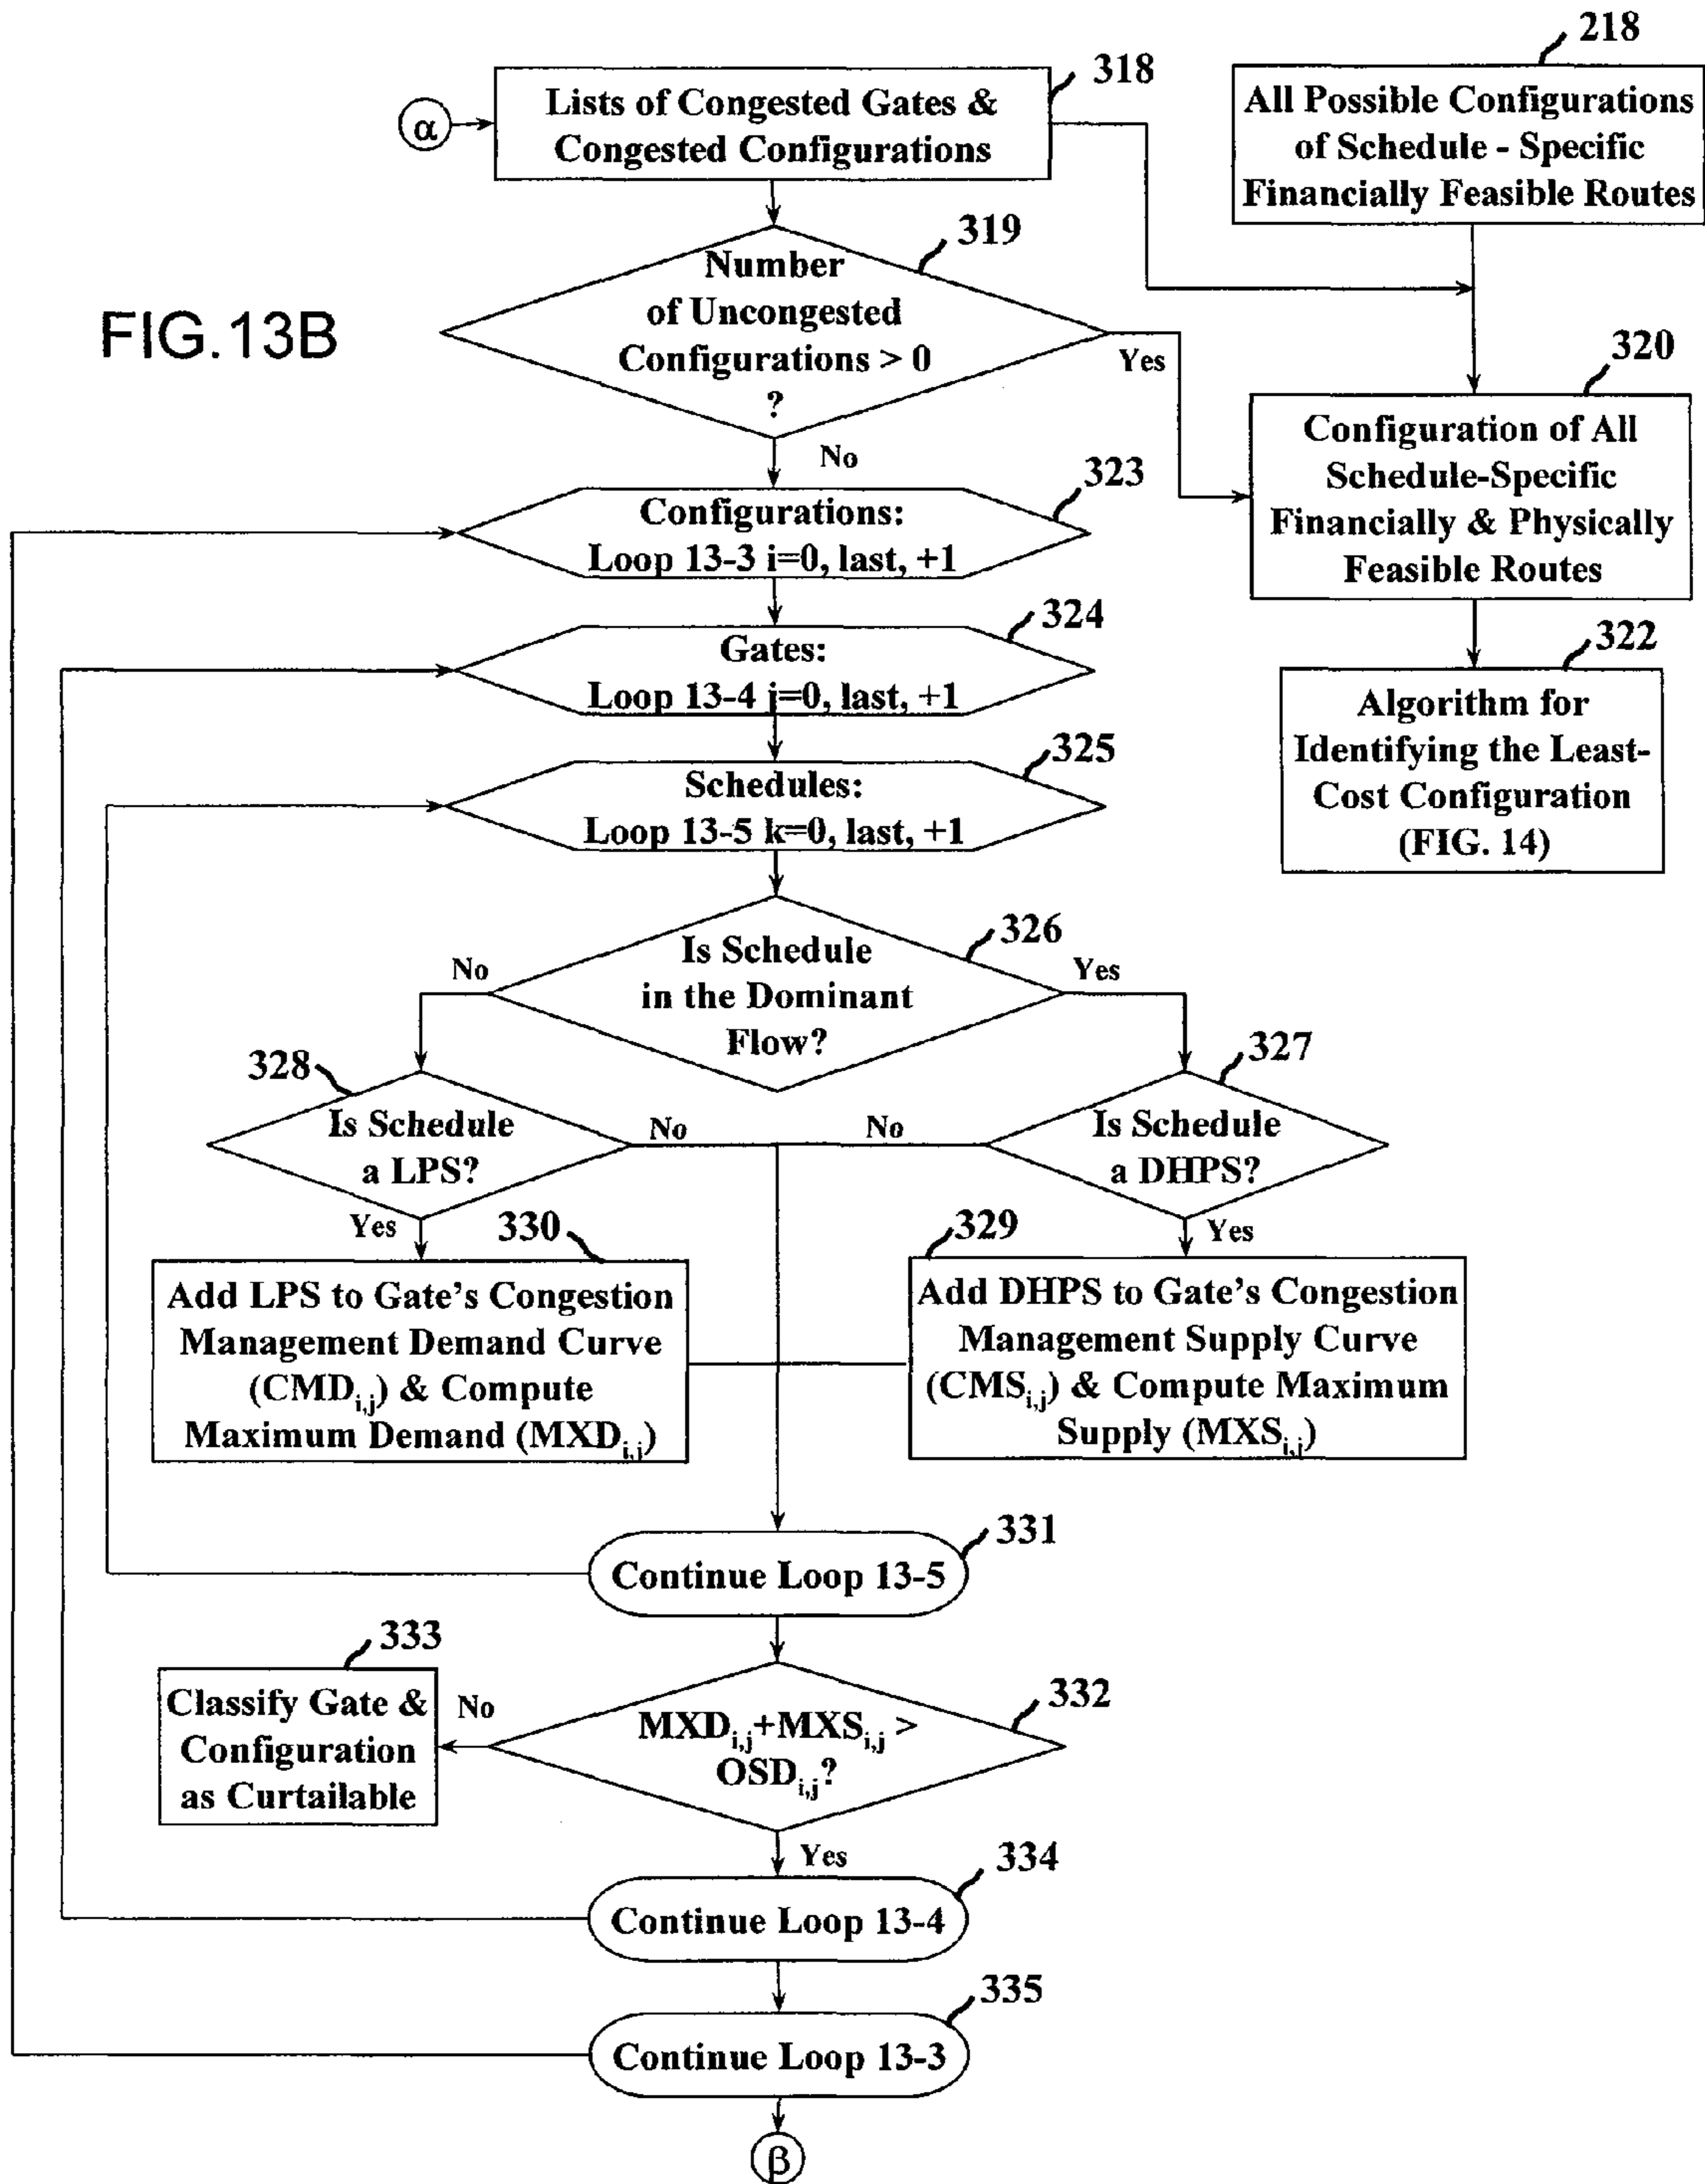 218
318
α
Lists of Congested Gates &
Congested Configurations
All Possible Configurations
of Schedule - Specific
Financially Feasible Routes
FIG.13B
319
Number
of Uncongested
Configurations > 0
?
Yes
No
320
Configuration of All
Schedule-Specific
Financially & Physically
Feasible Routes
323
Configurations:
Loop 13-3 i=0, last, +1
324
Gates:
Loop 13-4 j=0, last, +1
322
Algorithm for
Identifying the Least-
Cost Configuration
(FIG. 14)
325
Schedules:
Loop 13-5 k=0, last, +1
326
Is Schedule
in the Dominant
Flow?
No
Yes
328
Is Schedule
a LPS?
No
Yes
327
Is Schedule
a DHPS?
No
Yes
330
Add LPS to Gate's Congestion
Management Demand Curve
(CMDi,j) & Compute
Maximum Demand (MXDi,j)
329
Add DHPS to Gate's Congestion
Management Supply Curve
(CMSi,j) & Compute Maximum
Supply (MXSi,j)
331
Continue Loop 13-5
333
Classify Gate &
Configuration
as Curtailable
No
332
MXDi,j+MXSi,j >
OSDi,j?
Yes
334
Continue Loop 13-4
335
Continue Loop 13-3
β